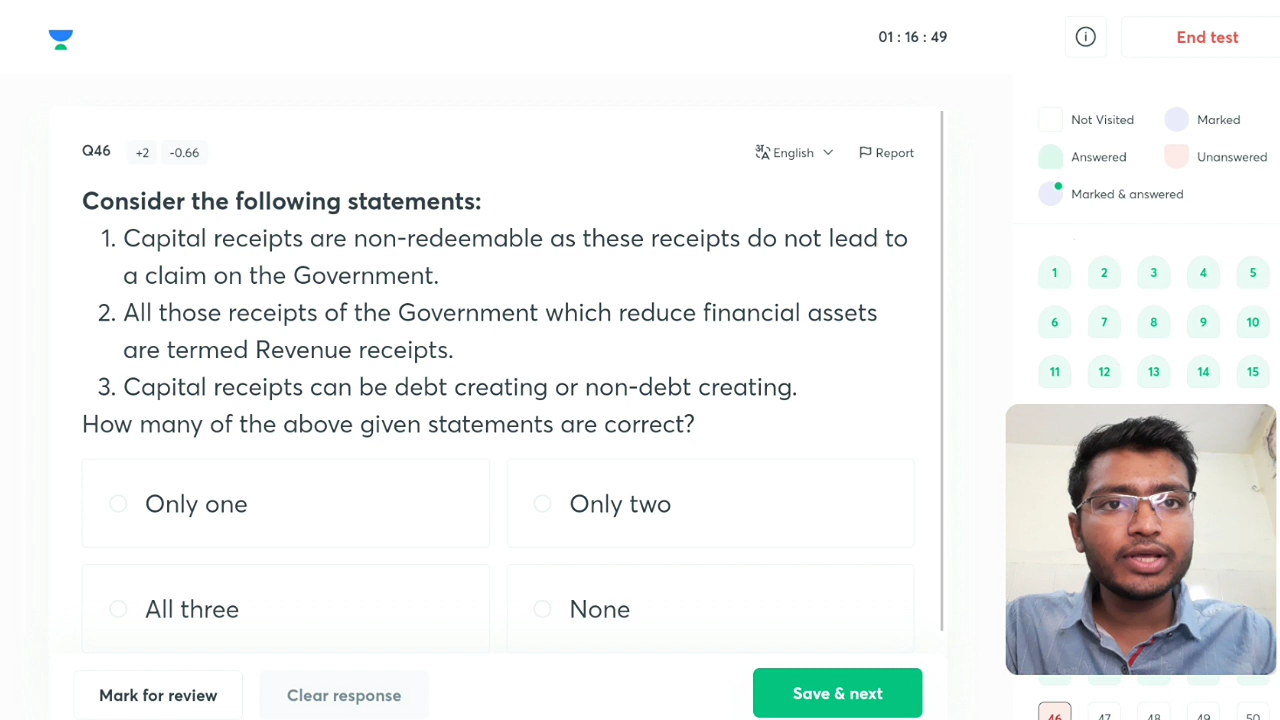 01 : 16 : 49
End test
Q46 +2 -0.66 English Report
Consider the following statements:
1. Capital receipts are non-redeemable as these receipts do not lead to
a claim on the Government.
2. All those receipts of the Government which reduce financial assets
are termed Revenue receipts.
3. Capital receipts can be debt creating or non-debt creating.
How many of the above given statements are correct?
Only one
Only two
All three
None
Mark for review
Clear response
Save & next
Not Visited
Marked
Answered
Unanswered
Marked & answered
1 2 3 4 5
6 7 8 9 10
11 12 13 14 15
46 47 48 49 50